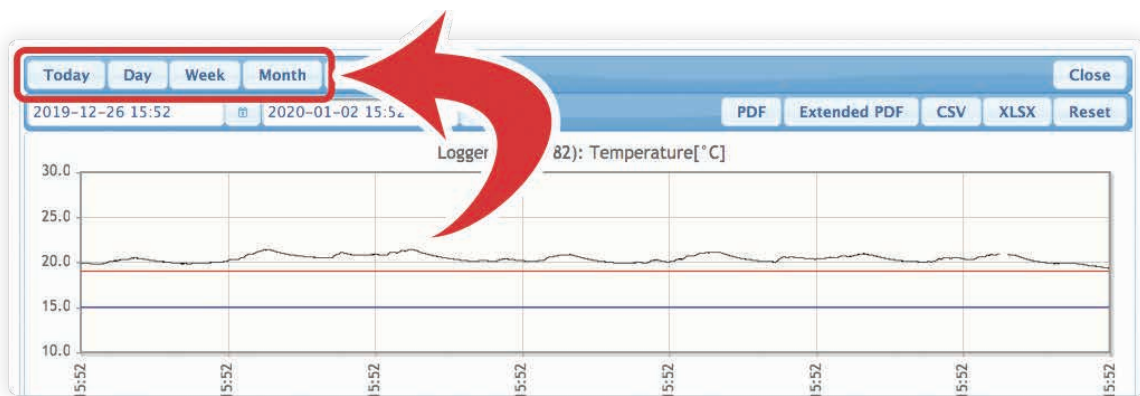 Today Day Week Month Close
2019-12-26 15:52 2020-01-02 15:52 PDF Extended PDF CSV XLSX Reset
Logger 82): Temperature[°C]
30.0
25.0
20.0
15.0
10.0
15:52 15:52 15:52 15:52 15:52 15:52 15:52 15:52